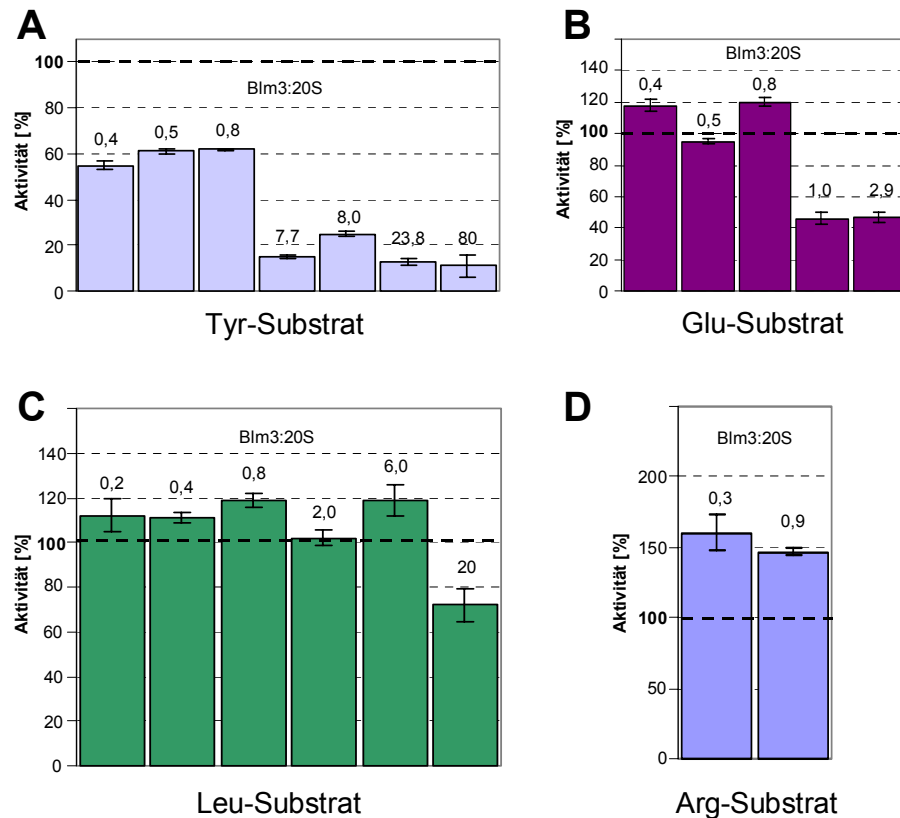 A
Aktivität [%]
100
80
60
40
20
0
Blm3:20S
0,4
0,5
0,8
7,7
8,0
23,8
80
Tyr-Substrat
B
Aktivität [%]
140
120
100
80
60
40
20
0
Blm3:20S
0,4
0,5
0,8
1,0
2,9
Glu-Substrat
C
Aktivität [%]
140
120
100
80
60
40
20
0
Blm3:20S
0,2
0,4
0,8
2,0
6,0
20
Leu-Substrat
D
Aktivität [%]
200
150
100
50
0
Blm3:20S
0,3
0,9
Arg-Substrat